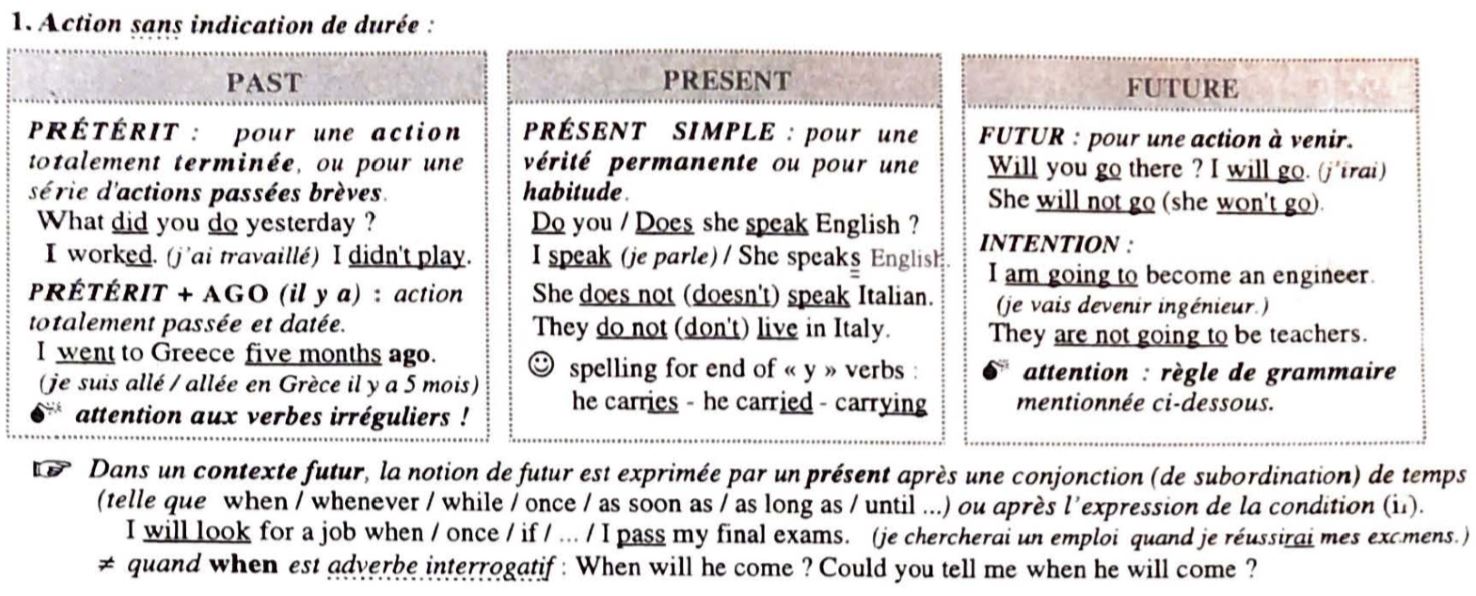 1. Action sans indication de durée :
PAST
PRÉTÉRIT : pour une action
totalement terminée, ou pour une
série d'actions passées brèves.
What did you do yesterday ?
I worked. (j'ai travaillé) I didn't play.
PRÉTÉRIT + AGO (il y a) : action
totalement passée et datée.
I went to Greece five months ago.
(je suis allé / allée en Grèce il y a 5 mois)
attention aux verbes irréguliers !
PRESENT
PRÉSENT SIMPLE : pour une
vérité permanente ou pour une
habitude.
Do you / Does she speak English ?
I speak (je parle) / She speaks English.
She does not (doesn't) speak Italian.
They do not (don't) live in Italy.
☺ spelling for end of « y » verbs :
he carries - he carried - carrying
FUTURE
FUTUR : pour une action à venir.
Will you go there ? I will go. (j'irai)
She will not go (she won't go).
INTENTION :
I am going to become an engineer.
(je vais devenir ingénieur.)
They are not going to be teachers.
attention : règle de grammaire
mentionnée ci-dessous.
☞ Dans un contexte futur, la notion de futur est exprimée par un présent après une conjonction (de subordination) de temps
(telle que when / whenever / while / once / as soon as / as long as / until ...) ou après l'expression de la condition (if).
I will look for a job when / once / if / ... / I pass my final exams. (je chercherai un emploi quand je réussirai mes examens.)
≠ quand when est adverbe interrogatif : When will he come ? Could you tell me when he will come ?